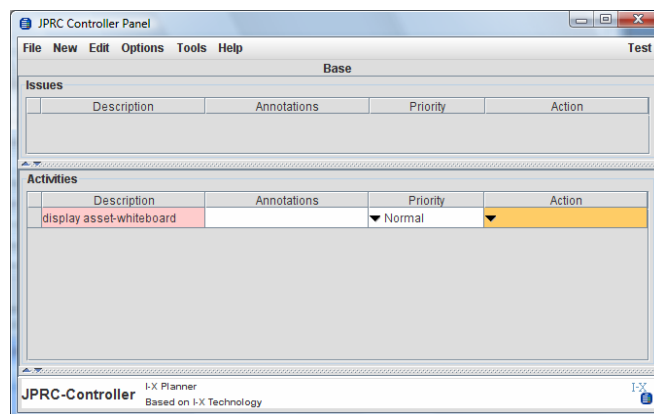 JPRC Controller Panel
File New Edit Options Tools Help Test
Base
Issues
Description Annotations Priority Action
Activities
Description Annotations Priority Action
display asset-whiteboard Normal
JPRC-Controller I-X Planner I-X
Based on I-X Technology